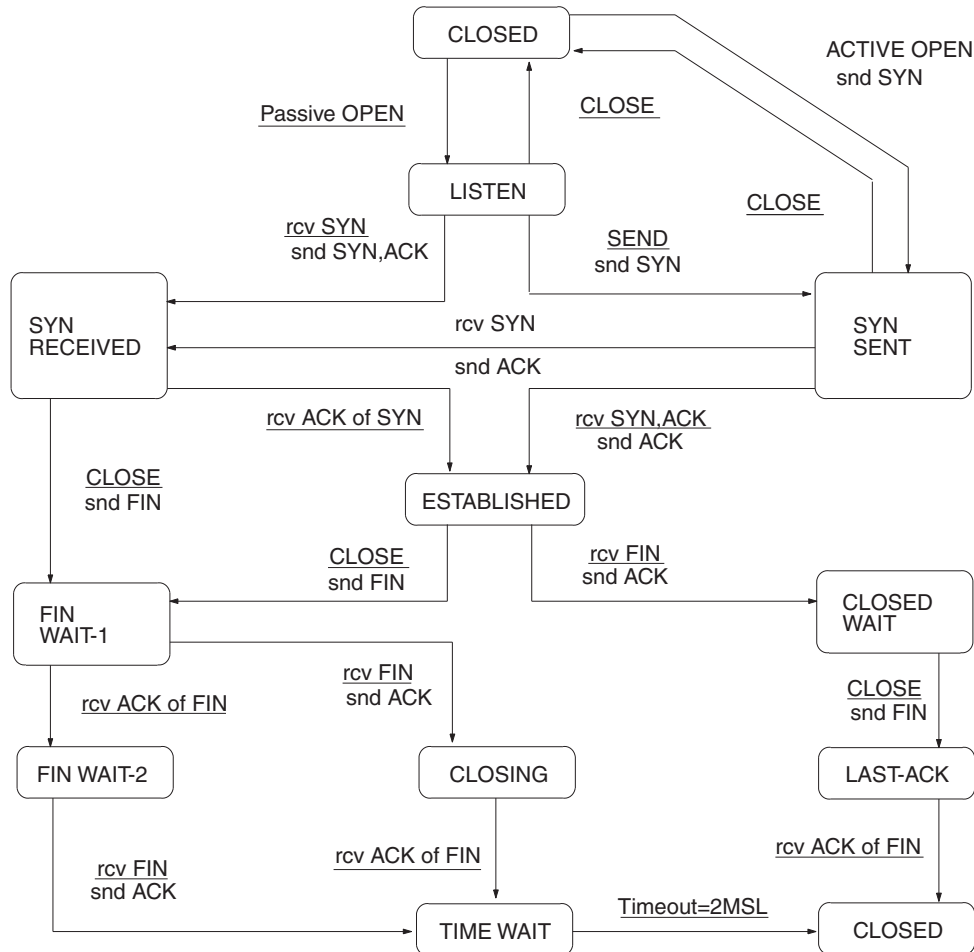 CLOSED
ACTIVE OPEN
snd SYN
Passive OPEN
CLOSE
LISTEN
CLOSE
rcv SYN
snd SYN,ACK
SEND
snd SYN
SYN
RECEIVED
rcv SYN
SYN
SENT
snd ACK
rcv ACK of SYN
rcv SYN,ACK
snd ACK
CLOSE
snd FIN
ESTABLISHED
CLOSE
snd FIN
rcv FIN
snd ACK
FIN
WAIT-1
CLOSED
WAIT
rcv ACK of FIN
rcv FIN
snd ACK
CLOSE
snd FIN
FIN WAIT-2
CLOSING
LAST-ACK
rcv FIN
snd ACK
rcv ACK of FIN
rcv ACK of FIN
TIME WAIT
Timeout=2MSL
CLOSED